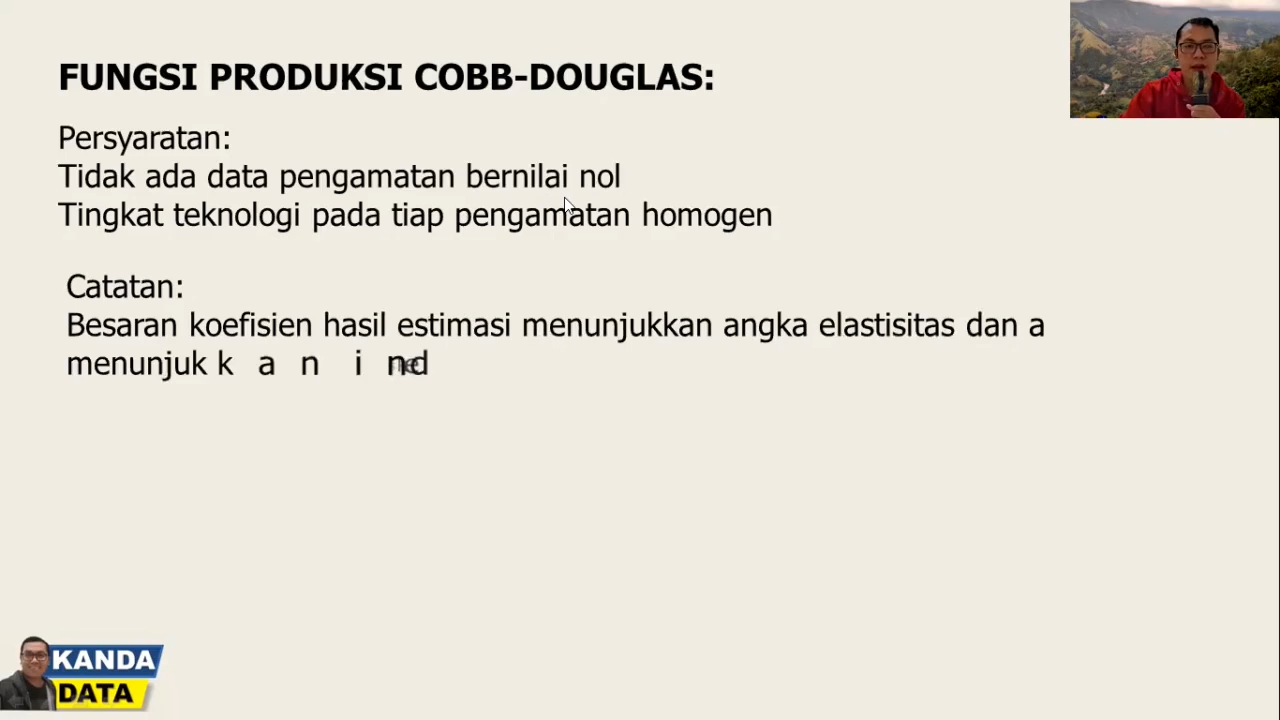 FUNGSI PRODUKSI COBB-DOUGLAS:
Persyaratan:
Tidak ada data pengamatan bernilai nol
Tingkat teknologi pada tiap pengamatan homogen
Catatan:
Besaran koefisien hasil estimasi menunjukkan angka elastisitas dan a
menunjuk k a n
KANDA
DATA